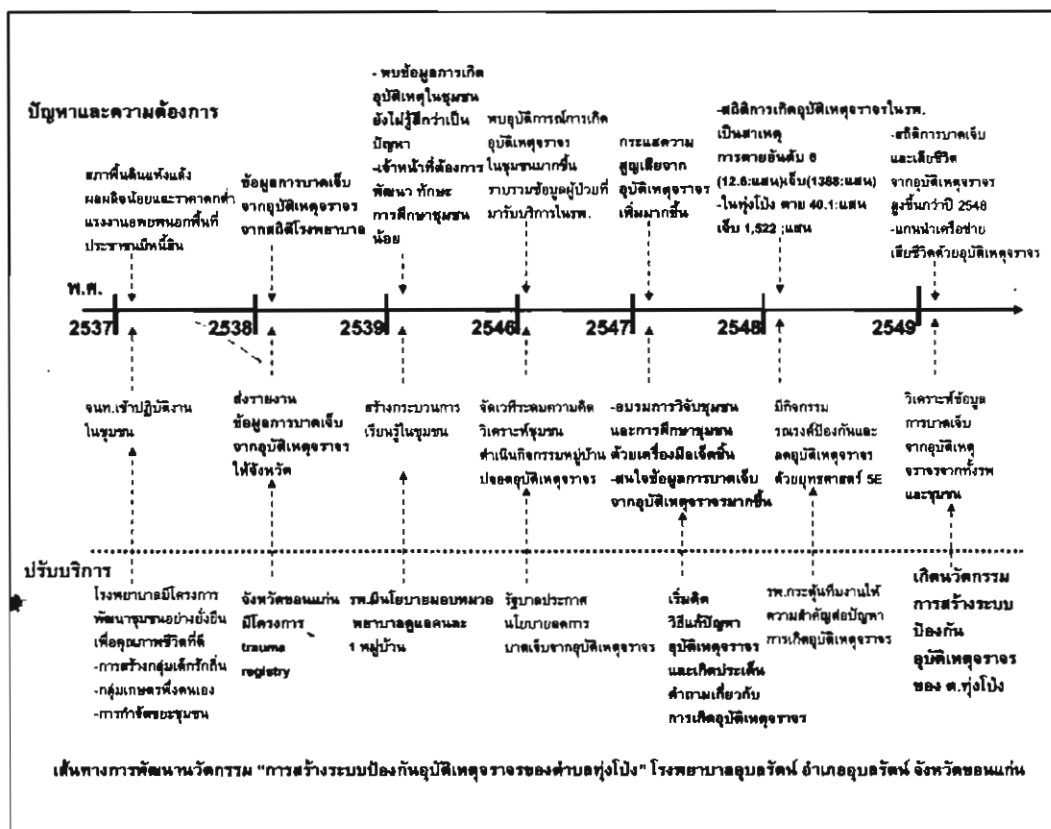 ปัญหาและความต้องการ
สภาพื้นดินแห้งแล้ง
ผลผลิตน้อยและราคาตกต่ำ
แรงงานอพยพนอกพื้นที่
ประชาชนมีหนี้สิน
ข้อมูลการบาดเจ็บ
จากอุบัติเหตุจราจร
จากสถิติโรงพยาบาล
- พบข้อมูลการเกิด
อุบัติเหตุในชุมชน
ยังไม่รู้สึกว่าเป็น
ปัญหา
-เจ้าหน้าที่ต้องการ
พัฒนา ทักษะ
การศึกษาชุมชน
น้อย
พบอุบัติการณ์การเกิด
อุบัติเหตุจราจร
ในชุมชนมากขึ้น
รวบรวมข้อมูลผู้ป่วยที่
มารับบริการในรพ.
กระแสความ
สูญเสียจาก
อุบัติเหตุจราจร
เพิ่มมากขึ้น
-สถิติการเกิดอุบัติเหตุจราจรในรพ.
เป็นสาเหตุ
การตายอันดับ 6
(12.6:แสน)เจ็บ(1388:แสน)
-ในทุ่งโป่ง ตาย 40.1:แสน
เจ็บ 1,522 ;แสน
-สถิติการบาดเจ็บ
และเสียชีวิต
จากอุบัติเหตุจราจร
สูงขึ้นกว่าปี 2548
-แกนนำเครือข่าย
เสียชีวิตด้วยอุบัติเหตุจราจร
พ.ศ.
2537 2538 2539 2546 2547 2548 2549
จนท.เข้าปฏิบัติงาน
ในชุมชน
ส่งรายงาน
ข้อมูลการบาดเจ็บ
จากอุบัติเหตุจราจร
ให้จังหวัด
สร้างกระบวนการ
เรียนรู้ในชุมชน
จัดเวทีระดมความคิด
วิเคราะห์ชุมชน
ดำเนินกิจกรรมหมู่บ้าน
ปลอดอุบัติเหตุจราจร
-อบรมการวิจัยชุมชน
และการศึกษาชุมชน
ด้วยเครื่องมือเจ็ดชิ้น
-สนใจข้อมูลการบาดเจ็บ
จากอุบัติเหตุจราจรมากขึ้น
มีกิจกรรม
รณรงค์ป้องกันและ
ลดอุบัติเหตุจราจร
ด้วยยุทธศาสตร์ 5E
วิเคราะห์ข้อมูล
การบาดเจ็บ
จากอุบัติเหตุ
จราจรจากทั้งรพ
และชุมชน
ปรับบริการ
โรงพยาบาลมีโครงการ
พัฒนาชุมชนอย่างยั่งยืน
เพื่อคุณภาพชีวิตที่ดี
-การสร้างกลุ่มเด็กรักถิ่น
-กลุ่มเกษตรพึ่งตนเอง
-การกำจัดขยะชุมชน
จังหวัดขอนแก่น
มีโครงการ
trauma
registry
รพ.มีนโยบายมอบหมวย
พยาบาลดูแลคนละ
1 หมู่บ้าน
รัฐบาลประกาศ
นโยบายลดการ
บาดเจ็บจากอุบัติเหตุจราจร
เริ่มคิด
วิธีแก้ปัญหา
อุบัติเหตุจราจร
และเกิดประเด็น
คำถามเกี่ยวกับ
การเกิดอุบัติเหตุจราจร
รพ.กระตุ้นทีมงานให้
ความสำคัญต่อปัญหา
การเกิดอุบัติเหตุจราจร
เกิดนวัตกรรม
การสร้างระบบ
ป้องกัน
อุบัติเหตุจราจร
ของ ต.ทุ่งโป่ง
เส้นทางการพัฒนานวัตกรรม “การสร้างระบบป้องกันอุบัติเหตุจราจรของตำบลทุ่งโป่ง” โรงพยาบาลอุบลรัตน์ อำเภออุบลรัตน์ จังหวัดขอนแก่น